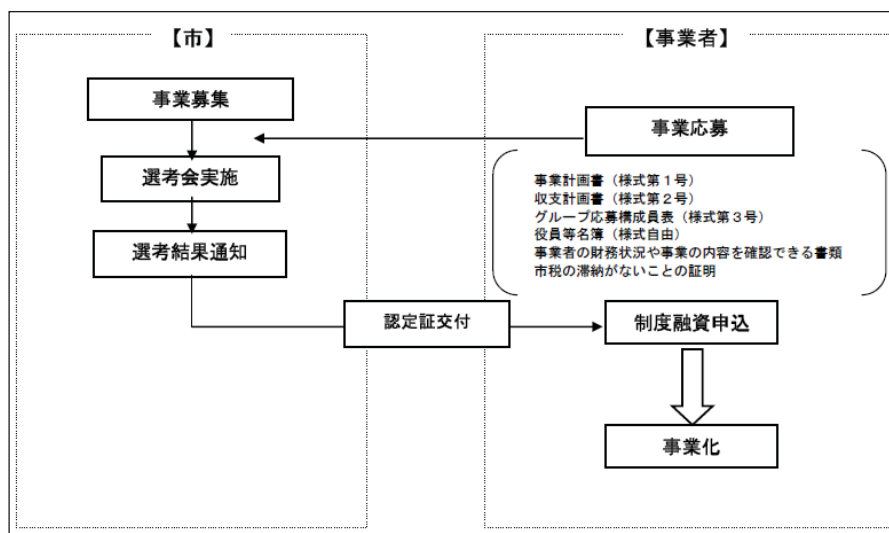 【市】
【事業者】
事業募集
事業応募
選考会実施
事業計画書（様式第１号）
収支計画書（様式第２号）
グループ応募構成員表（様式第３号）
役員等名簿（様式自由）
事業者の財務状況や事業の内容を確認できる書類
市税の滞納がないことの証明
選考結果通知
認定証交付
制度融資申込
事業化